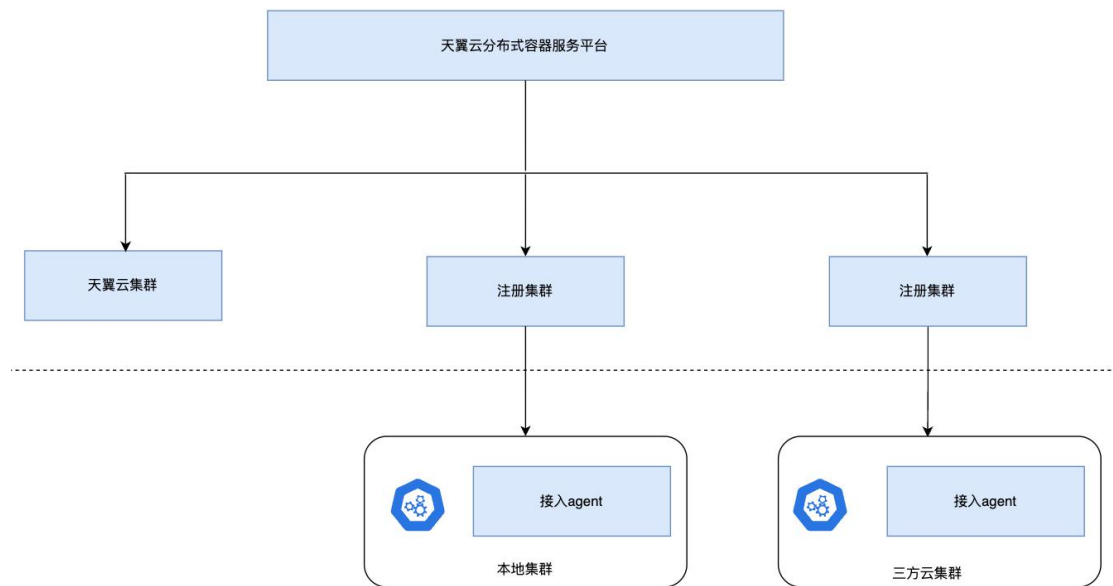 天翼云分布式容器服务平台
天翼云集群
注册集群
注册集群
接入agent
接入agent
本地集群
三方云集群